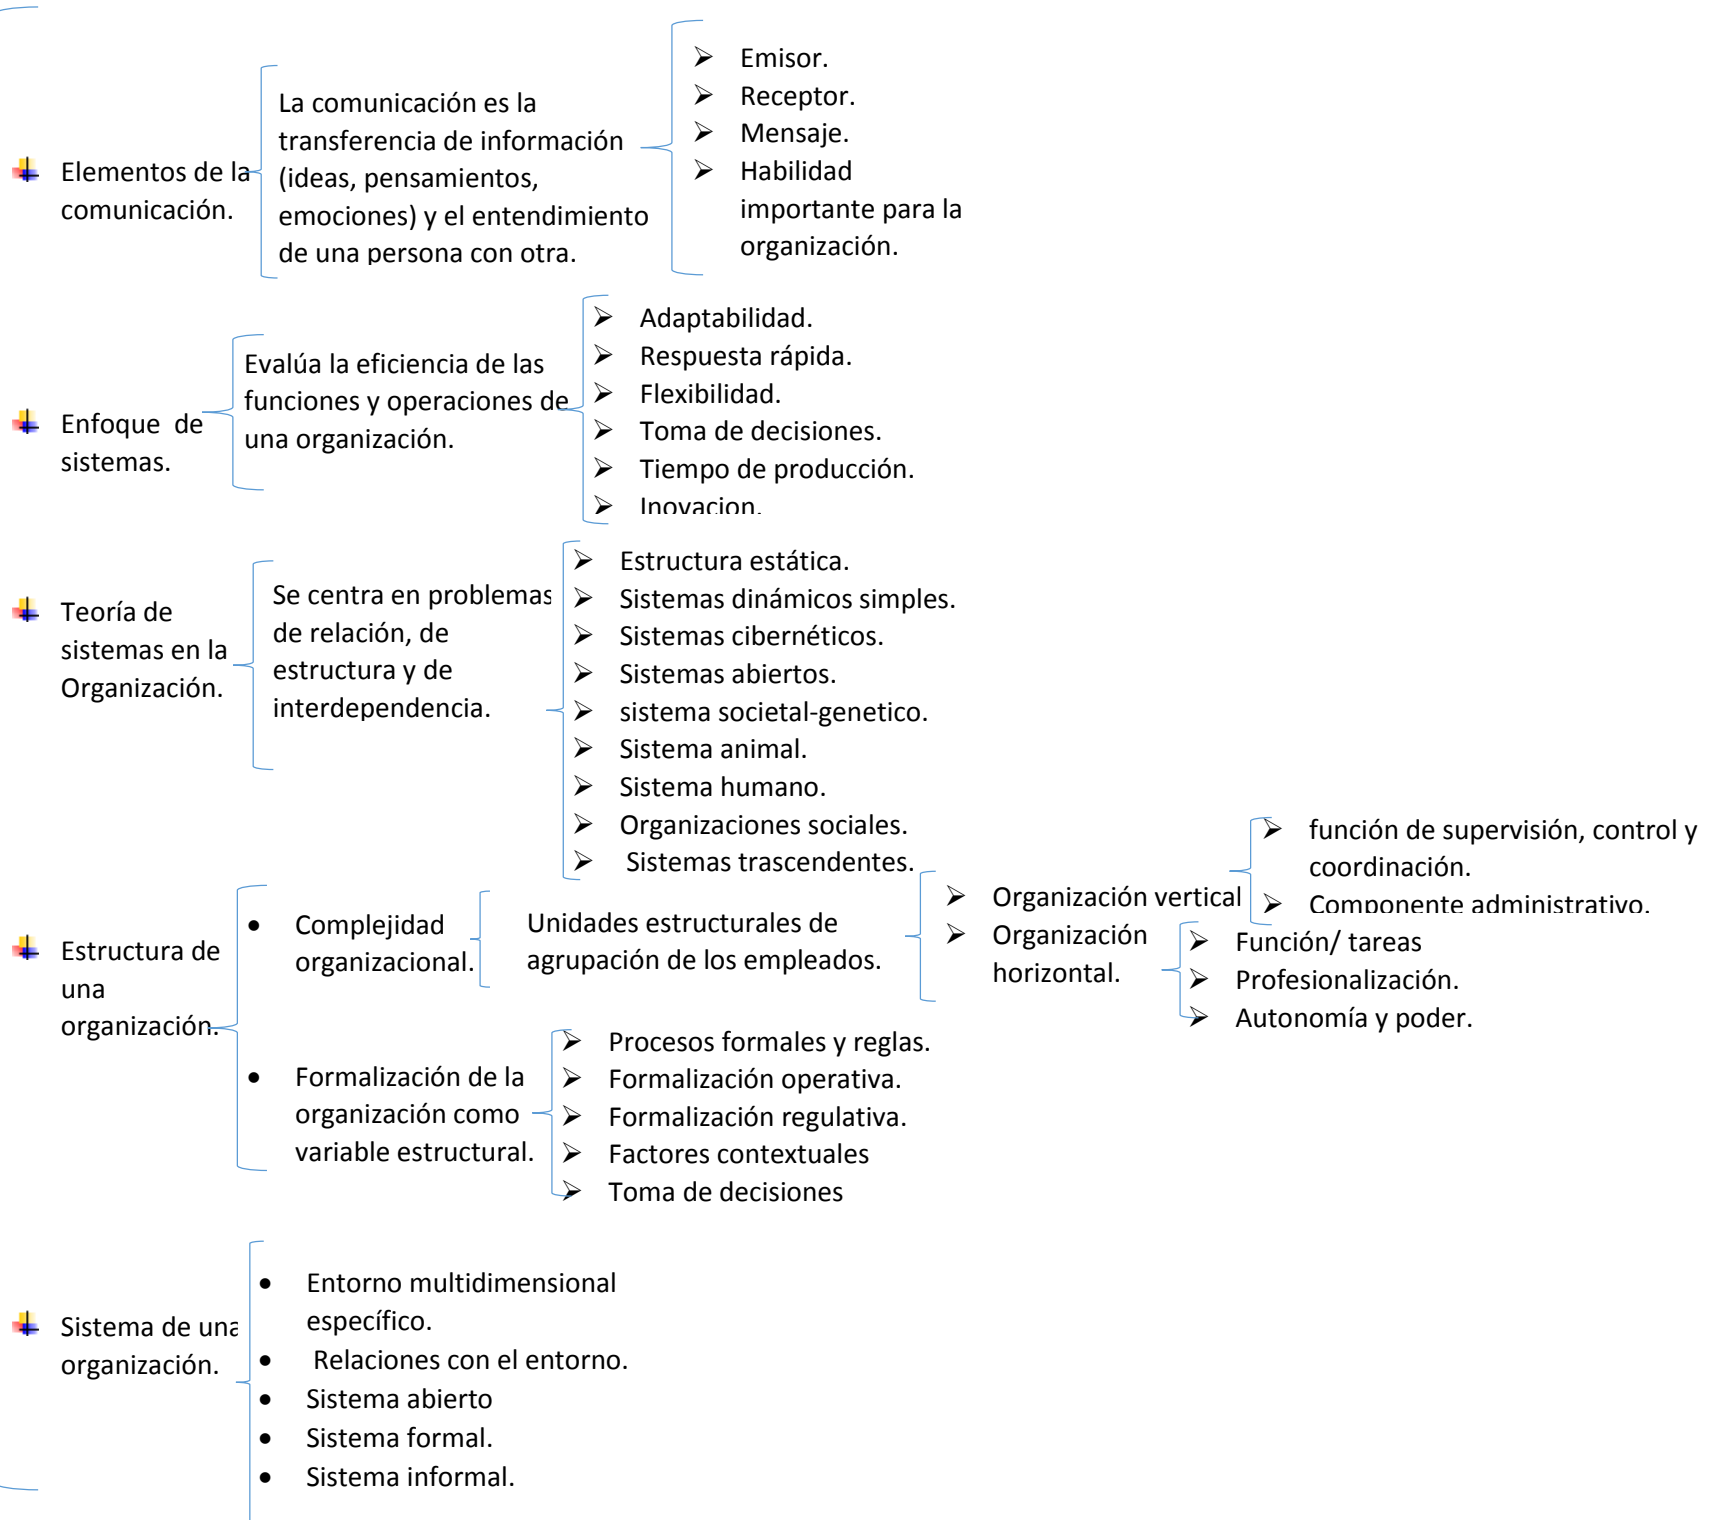 Elementos de la
comunicación.
La comunicación es la
transferencia de información
(ideas, pensamientos,
emociones) y el entendimiento
de una persona con otra.
Emisor.
Receptor.
Mensaje.
Habilidad
importante para la
organización.
Enfoque  de
sistemas.
Evalúa la eficiencia de las
funciones y operaciones de
una organización.
Adaptabilidad.
Respuesta rápida.
Flexibilidad.
Toma de decisiones.
Tiempo de producción.
Inovacion.
Teoría de
sistemas en la
Organización.
Se centra en problemas
de relación, de
estructura y de
interdependencia.
Estructura estática.
Sistemas dinámicos simples.
Sistemas cibernéticos.
Sistemas abiertos.
sistema societal-genetico.
Sistema animal.
Sistema humano.
Organizaciones sociales.
Sistemas trascendentes.
Estructura de
una
organización.
Complejidad
organizacional.
Unidades estructurales de
agrupación de los empleados.
Organización vertical
Organización
horizontal.
función de supervisión, control y
coordinación.
Componente administrativo.
Función/ tareas
Profesionalización.
Autonomía y poder.
Formalización de la
organización como
variable estructural.
Procesos formales y reglas.
Formalización operativa.
Formalización regulativa.
Factores contextuales
Toma de decisiones
Sistema de una
organización.
Entorno multidimensional
específico.
Relaciones con el entorno.
Sistema abierto
Sistema formal.
Sistema informal.